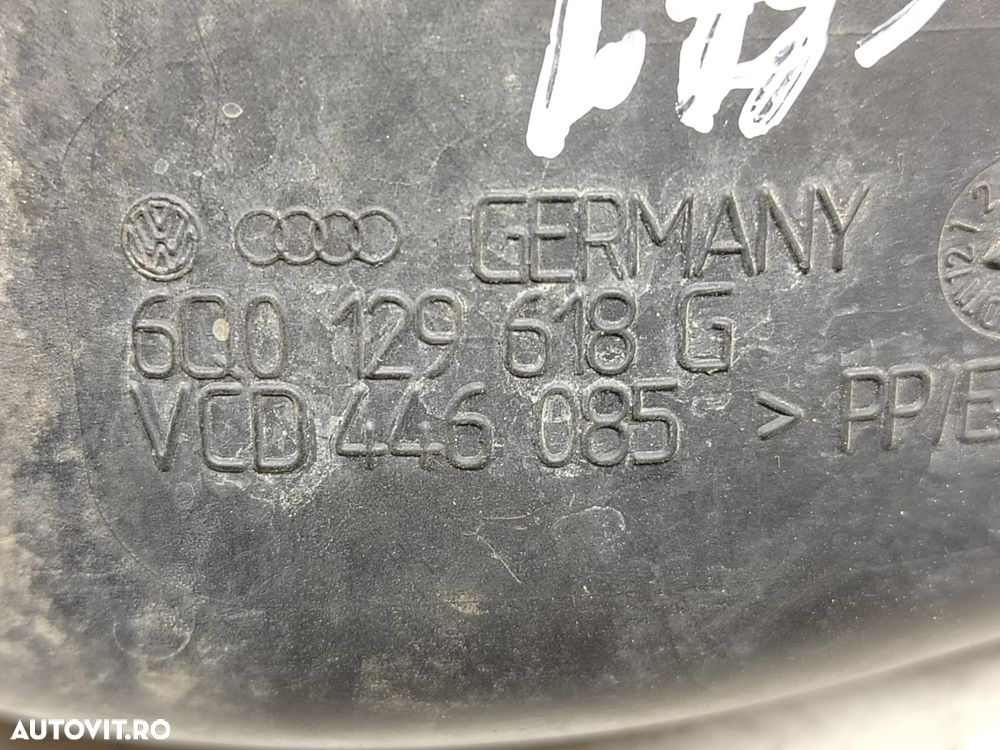 GERMANY
6Q0 129 618 G
VCD 446 085 > PP/E
AUTOVIT.RO